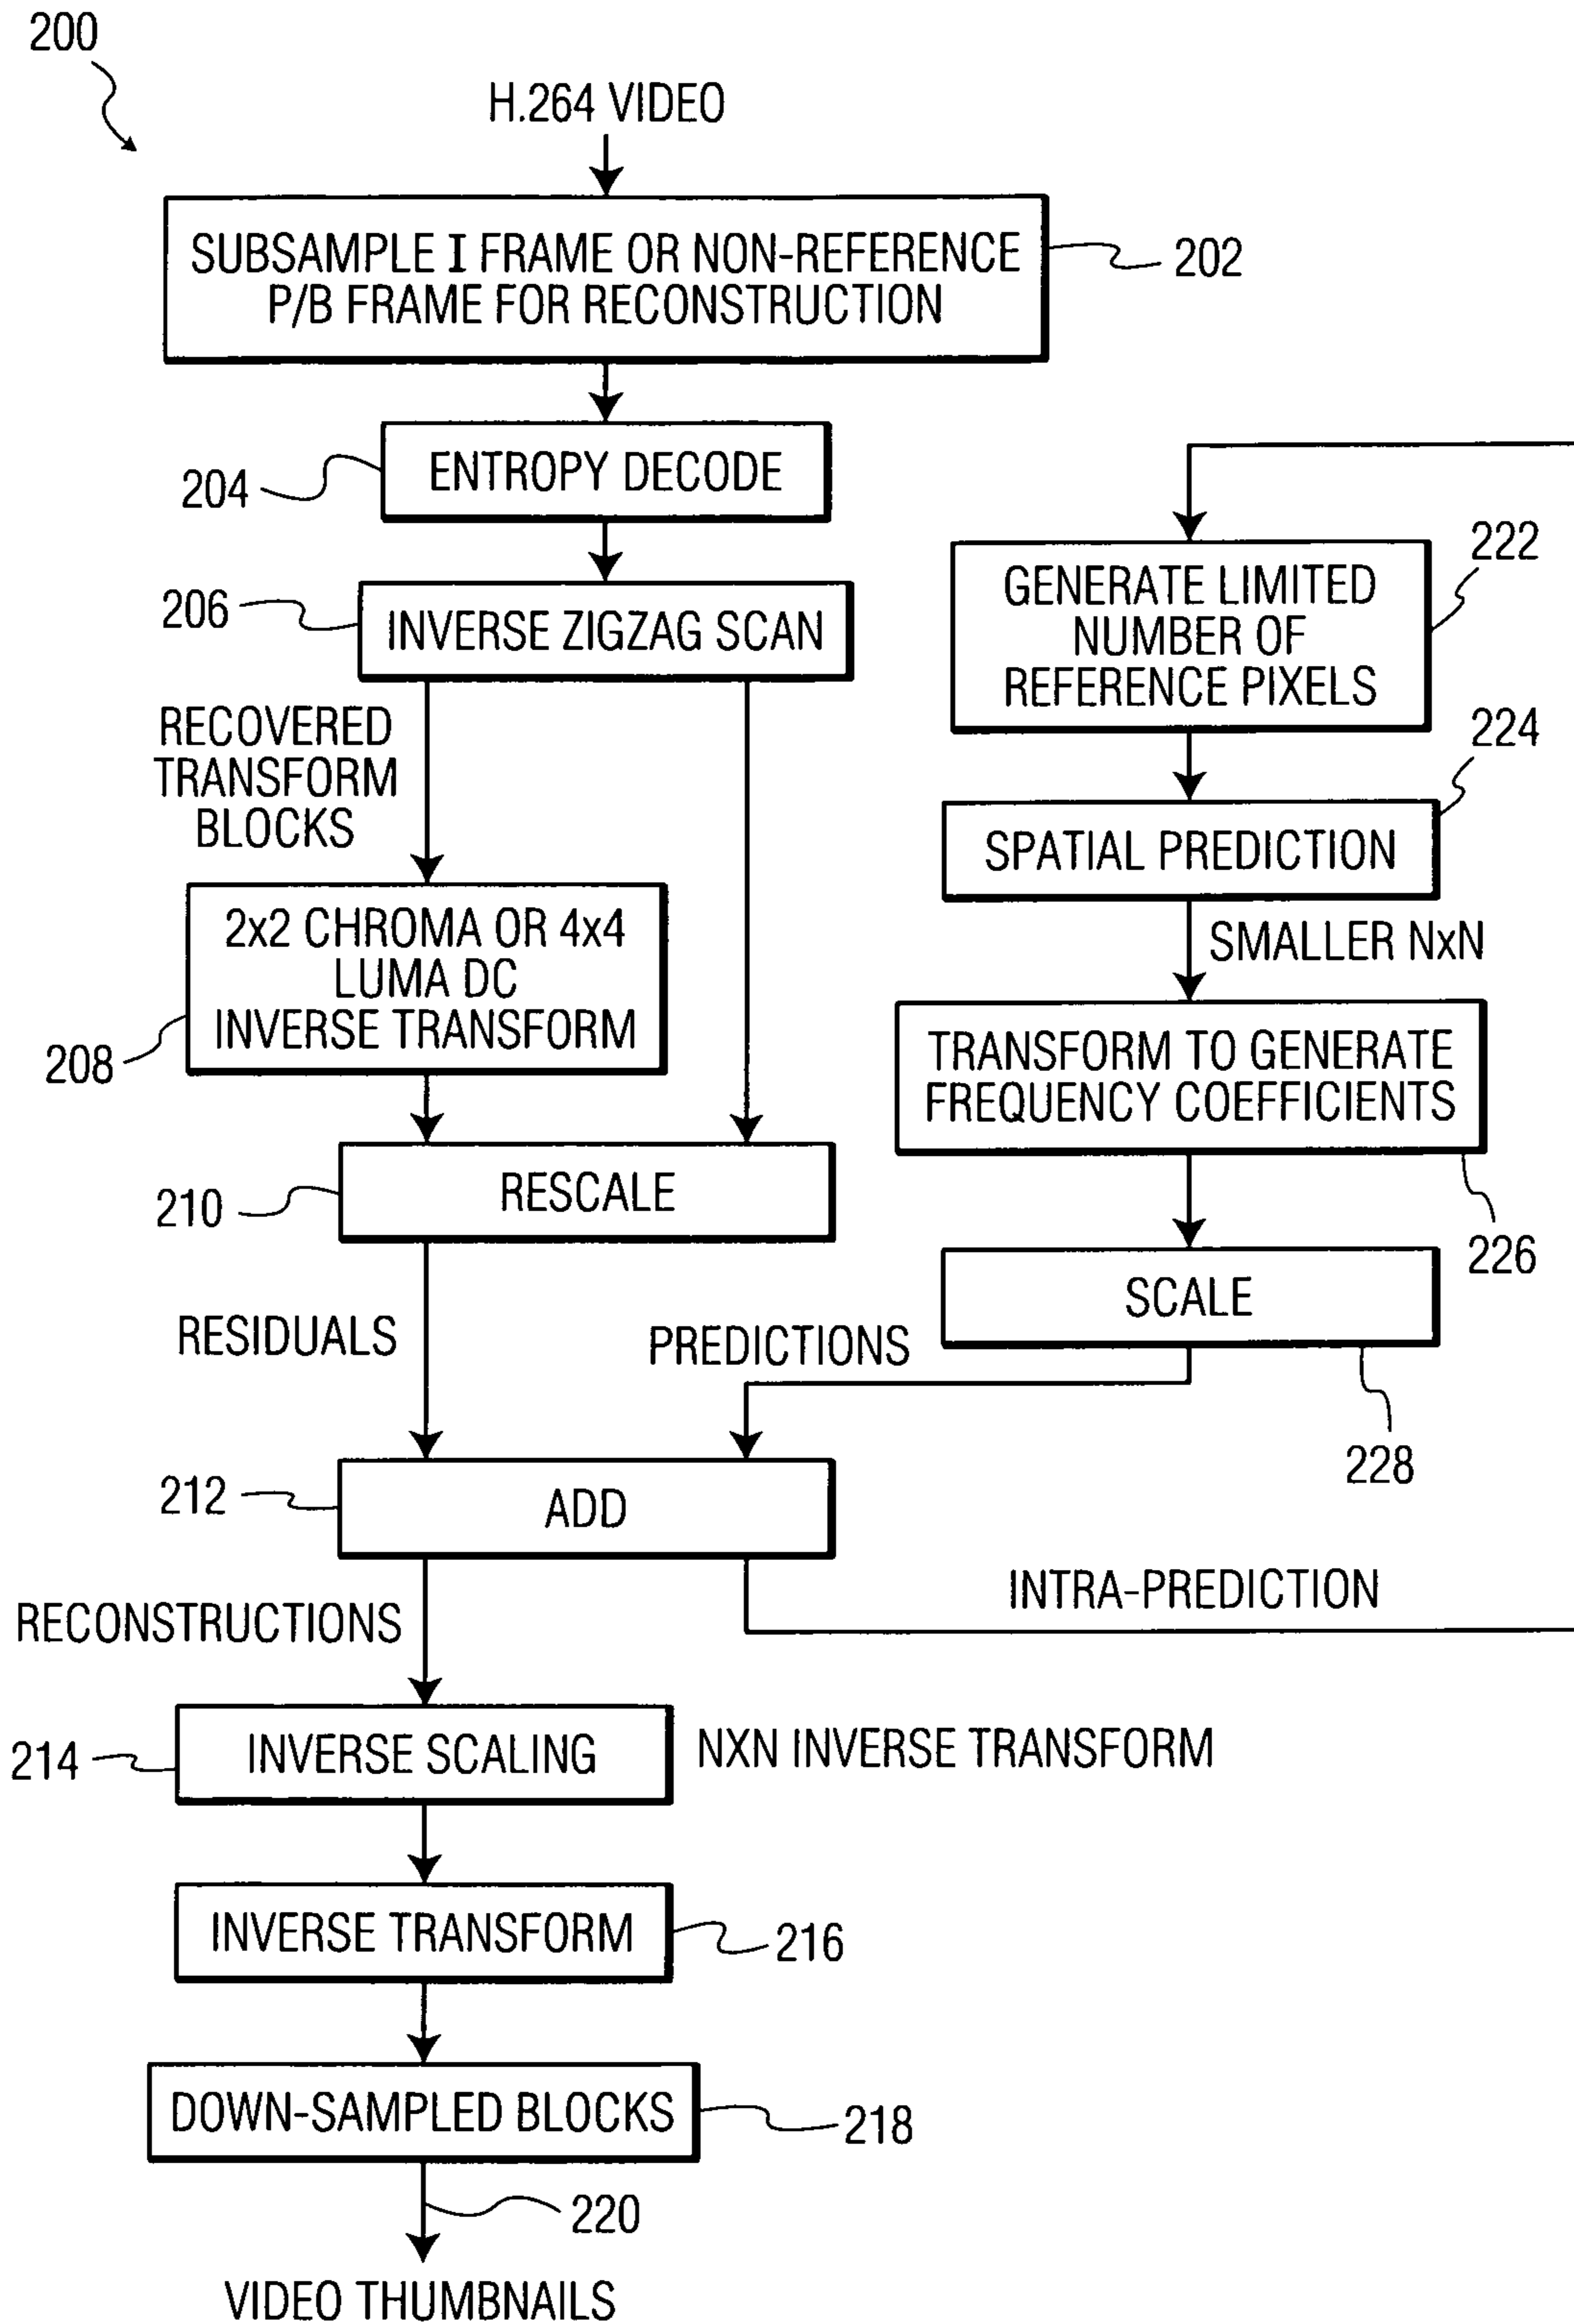 200
H.264 VIDEO
SUBSAMPLE I FRAME OR NON-REFERENCE
P/B FRAME FOR RECONSTRUCTION
202
ENTROPY DECODE
204
INVERSE ZIGZAG SCAN
206
RECOVERED
TRANSFORM
BLOCKS
2x2 CHROMA OR 4x4
LUMA DC
INVERSE TRANSFORM
208
RESCALE
210
RESIDUALS
PREDICTIONS
ADD
212
RECONSTRUCTIONS
INTRA-PREDICTION
GENERATE LIMITED
NUMBER OF
REFERENCE PIXELS
222
SPATIAL PREDICTION
224
SMALLER NxN
TRANSFORM TO GENERATE
FREQUENCY COEFFICIENTS
226
SCALE
228
INVERSE SCALING
214
NXN INVERSE TRANSFORM
INVERSE TRANSFORM
216
DOWN-SAMPLED BLOCKS
218
220
VIDEO THUMBNAILS